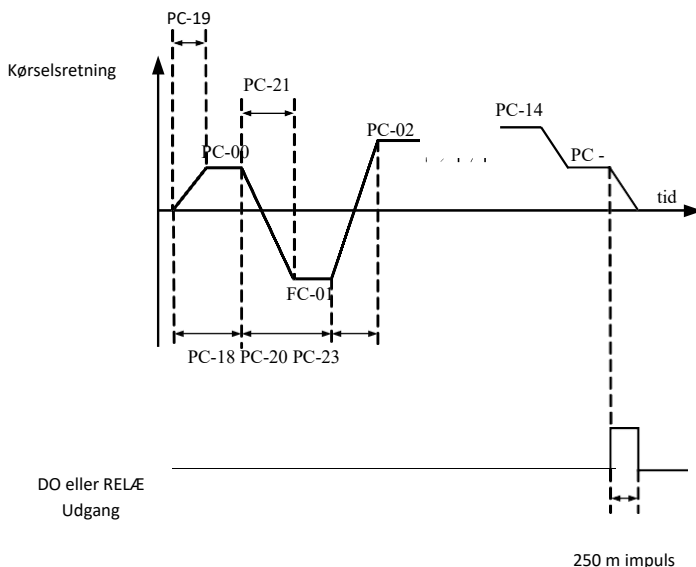 PC-19
Kørselsretning
PC-21
PC-14
PC-02
PC-00
PC -
tid
FC-01
PC-18 PC-20 PC-23
DO eller RELÆ
Udgang
250 m impuls